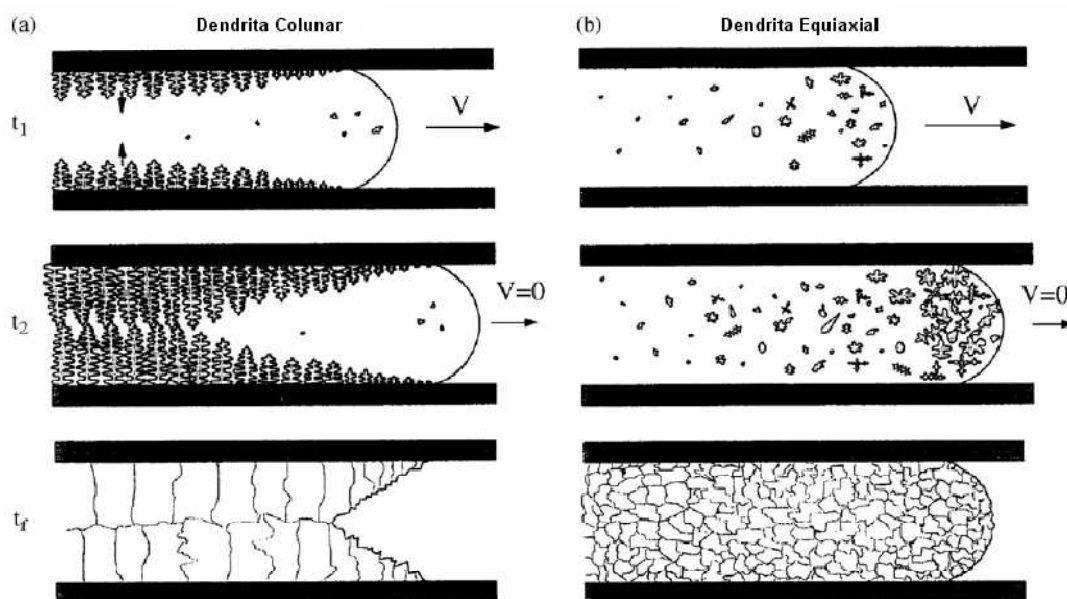 (a) Dendrita Colunar
(b) Dendrita Equiaxial
t1
V
V
t2
V=0
V=0
tf